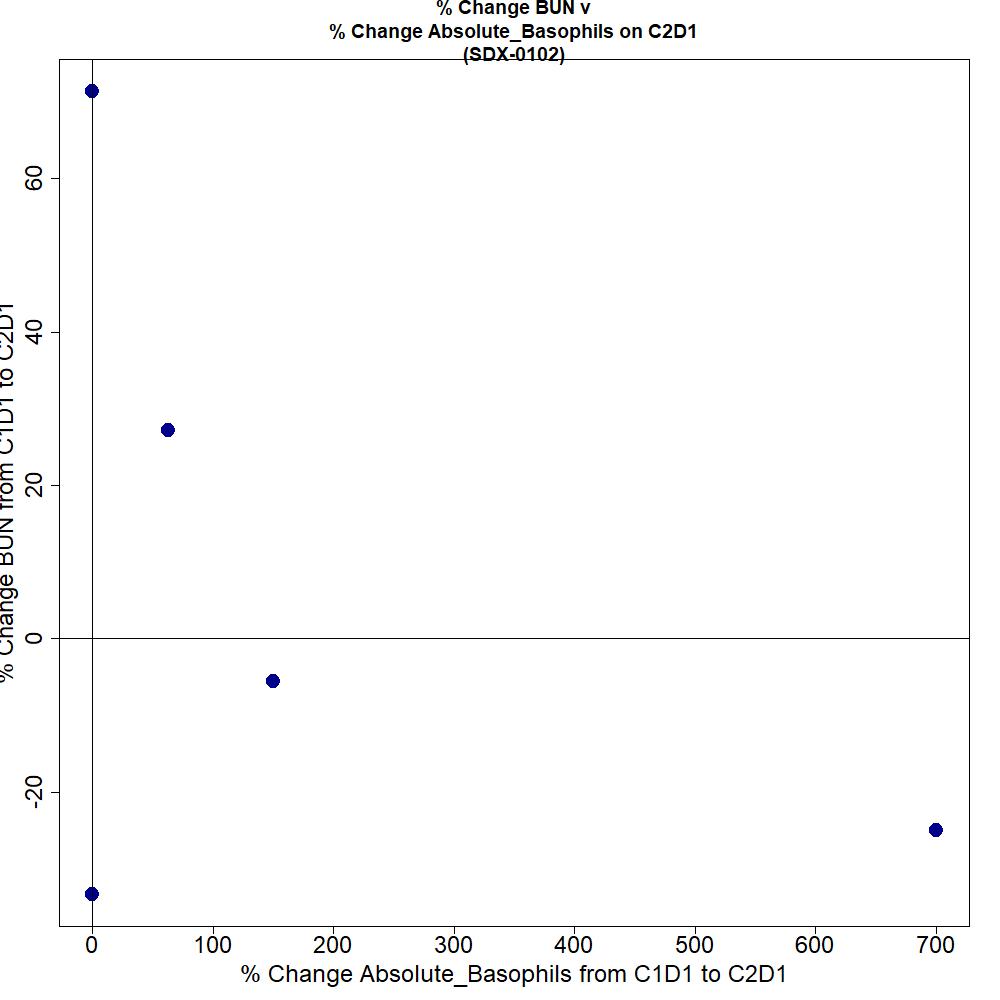 % Change BUN v
% Change Absolute_Basophils on C2D1
(SDX-0102)
% Change BUN from C1D1 to C2D1
60
40
20
0
-20
0 100 200 300 400 500 600 700
% Change Absolute_Basophils from C1D1 to C2D1